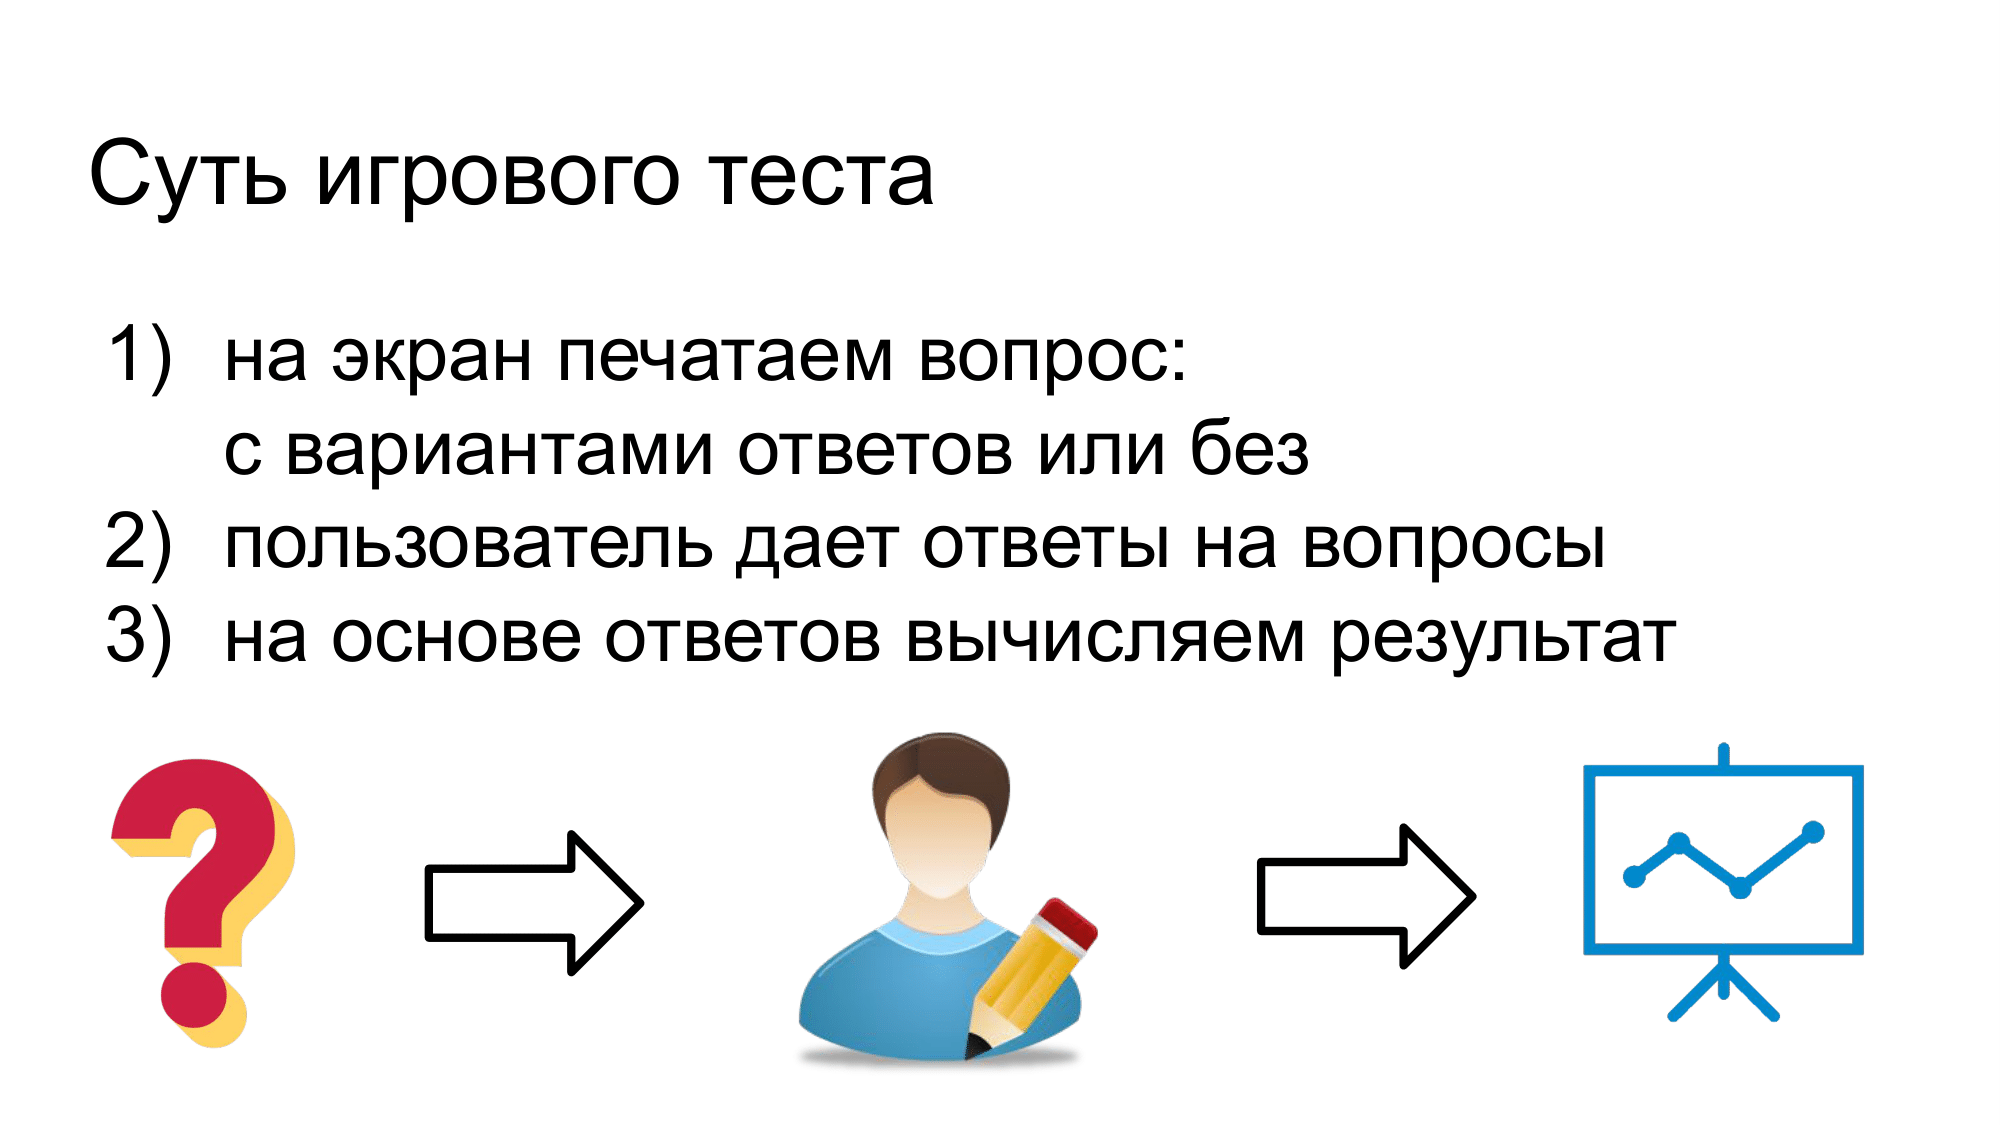 Суть игрового теста
1) на экран печатаем вопрос:
с вариантами ответов или без
2) пользователь дает ответы на вопросы
3) на основе ответов вычисляем результат